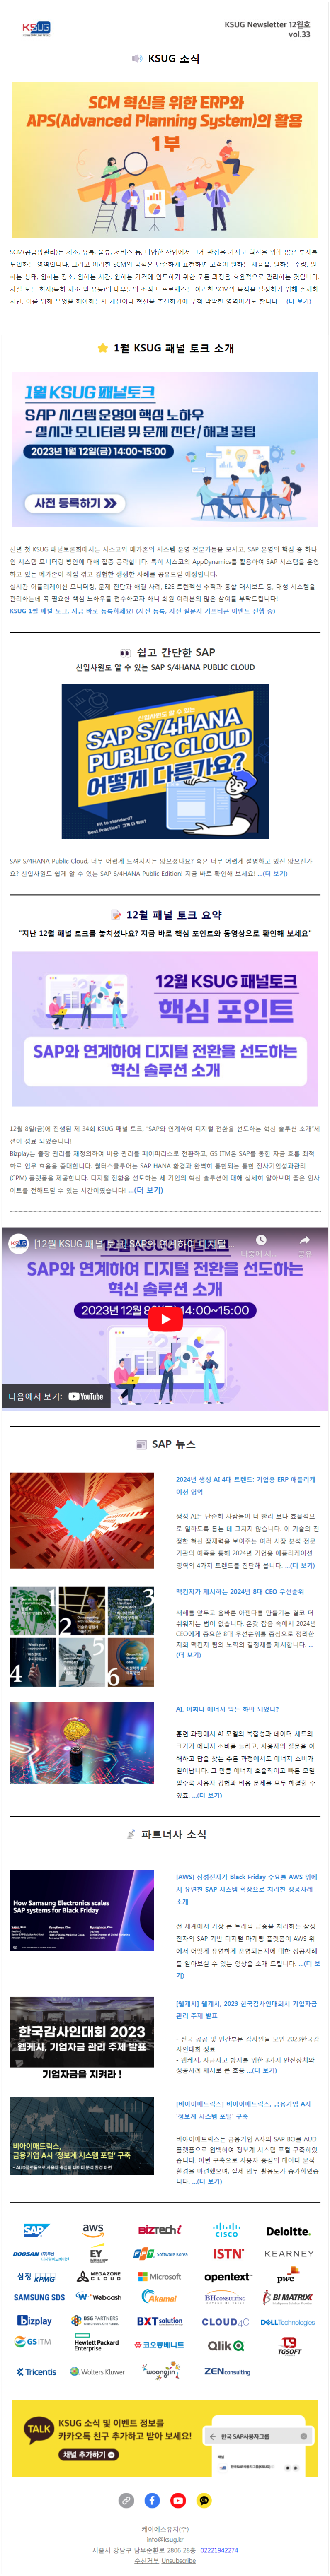 KSUG
KSUG Newsletter 12월호
vol.33
KSUG 소식
SCM 혁신을 위한 ERP와
APS(Advanced Planning System)의 활용
1부
SCM(공급망관리)는 제조, 유통, 물류, 서비스 등, 다양한 산업에서 크게 관심을 가지고 혁신을 위해 많은 투자를
투입하는 영역입니다. 그리고 이러한 SCM의 목적은 단순하게 표현하면 고객이 원하는 제품을, 원하는 수량, 원
하는 상태, 원하는 장소, 원하는 시간, 원하는 가격에 인도하기 위한 모든 과정을 효율적으로 관리하는 것입니다.
사실 모든 회사(특히 제조 및 유통)의 대부분의 조직과 프로세스는 이러한 SCM의 목적을 달성하기 위해 존재하
지만, 이를 위해 무엇을 해야하는지 개선이나 혁신을 추진하기에 무척 막막한 영역이기도 합니다. ...(더 보기)
1월 KSUG 패널 토크 소개
1월 KSUG 패널토크
SAP 시스템 운영의 핵심 노하우
- 실시간 모니터링 및 문제 진단/해결 꿀팁
2023년 1월 12일(금) 14:00~15:00
사전 등록하기
신년 첫 KSUG 패널토론회에서는 시스코와 메가존의 시스템 운영 전문가들을 모시고, SAP 운영의 핵심 중 하나
인 시스템 모니터링 방안에 대해 집중 공략합니다. 특히 시스코의 AppDynamics를 활용하여 SAP 시스템을 운영
하고 있는 메가존이 직접 겪고 경험한 생생한 사례를 공유드릴 예정입니다.
실시간 어플리케이션 모니터링, 문제 진단과 해결 사례, E2E 트랜잭션 추적과 통합 대시보드 등, 대형 시스템을
관리하는데 꼭 필요한 핵심 노하우를 전수하고자 하니 회원 여러분의 많은 참여를 부탁드립니다!
KSUG 1월 패널 토크, 지금 바로 등록하세요! (사전 등록, 사전 질문시 기프티콘 이벤트 진행 중)
쉽고 간단한 SAP
신입사원도 알 수 있는 SAP S/4HANA PUBLIC CLOUD
신입사원도 알 수 있는
SAP S/4HANA
PUBLIC CLOUD
어떻게 다른가요?
Fit to standard?
Best Practice? 그게 다 뭐야?
SAP S/4HANA Public Cloud, 너무 어렵게 느껴지지는 않으셨나요? 혹은 너무 어렵게 설명하고 있진 않으신가
요? 신입사원도 쉽게 알 수 있는 SAP S/4HANA Public Edition! 지금 바로 확인해 보세요! ...(더 보기)
12월 패널 토크 요약
"지난 12월 패널 토크를 놓치셨나요? 지금 바로 핵심 포인트와 동영상으로 확인해 보세요"
12월 KSUG 패널토크
핵심 포인트
SAP와 연계하여 디지털 전환을 선도하는
혁신 솔루션 소개
12월 8일(금)에 진행된 제 34회 KSUG 패널 토크, 'SAP와 연계하여 디지털 전환을 선도하는 혁신 솔루션 소개'세
션이 성료 되었습니다!
Bizplay는 출장 관리를 재정의하여 비용 관리를 페이퍼리스로 전환하고, GS ITM은 SAP를 통한 자금 흐름 최적
화로 업무 효율을 증대합니다. 월터스클루어는 SAP HANA 환경과 완벽히 통합되는 통합 전사기업성과관리
(CPM) 플랫폼을 제공합니다. 디지털 전환을 선도하는 세 기업의 혁신 솔루션에 대해 상세히 알아보며 좋은 인사
이트를 전해드릴 수 있는 시간이었습니다! ...(더 보기)
[12월 KSUG 패널 토크] SAP와 연계하여 디지털 ...
SAP와 연계하여 디지털 전환을 선도하는
혁신 솔루션 소개
2023년 12월 8일(금) 14:00~15:00
다음에서 보기: YouTube
SAP 뉴스
2024년 생성 AI 4대 트렌드: 기업용 ERP 애플리케
이션 영역
생성 AI는 단순히 사람들이 더 빨리 보다 효율적으
로 일하도록 돕는 데 그치지 않습니다. 이 기술의 진
정한 혁신 잠재력을 보여주는 여러 시장 분석 전문
기관의 예측을 통해 2024년 기업용 애플리케이션
영역의 4가지 트렌드를 진단해 봅니다. ...(더 보기)
맥킨지가 제시하는 2024년 8대 CEO 우선순위
새해를 앞두고 올바른 아젠다를 만들기는 결코 더
쉬워지는 법이 없습니다. 온갖 잡음 속에서 2024년
CEO에게 중요한 8대 우선순위를 중심으로 정리한
저희 맥킨지 팀의 노력의 결정체를 제시합니다. ...
(더 보기)
AI, 어쩌다 에너지 먹는 하마 되었나?
훈련 과정에서 AI 모델의 복잡성과 데이터 세트의
크기가 에너지 소비를 늘리고, 사용자의 질문을 이
해하고 답을 찾는 추론 과정에서도 에너지 소비가
일어납니다. 그 만큼 에너지 효율적이고 빠른 모델
일수록 사용자 경험과 비용 문제를 모두 해결할 수
있죠. ...(더 보기)
파트너사 소식
How Samsung Electronics scales
SAP systems for Black Friday
[AWS] 삼성전자가 Black Friday 수요를 AWS 위에
서 유연한 SAP 시스템 확장으로 처리한 성공사례
소개
전 세계에서 가장 큰 트래픽 급증을 처리하는 삼성
전자의 SAP 기반 디지털 마케팅 플랫폼이 AWS 위
에서 어떻게 유연하게 운영되는지에 대한 성공사례
를 알아보실 수 있는 영상을 소개 드립니다. ...(더 보
기)
한국감사인대회 2023
웹케시, 기업자금 관리 주제 발표
기업자금을 지켜라!
[웹케시] 웹케시, 2023 한국감사인대회서 기업자금
관리 주제 발표
- 전국 공공 및 민간부문 감사인들 모인 2023한국감
사인대회 성료
- 웹케시, 자금사고 방지를 위한 3가지 안전장치와
성공사례 제시로 큰 호응 ...(더 보기)
비아이매트릭스,
금융기업 A사 '정보계 시스템 포털' 구축
- AUD플랫폼으로 사용자 중심의 데이터 분석 환경 마련
[비아이매트릭스] 비아이매트릭스, 금융기업 A사
'정보계 시스템 포털' 구축
비아이매트릭스는 금융기업 A사의 SAP BO를 AUD
플랫폼으로 완벽하여 정보계 시스템 포털 구축하였
습니다. 이번 구축으로 사용자 중심의 데이터 분석
환경을 마련했으며, 실제 업무 활용도가 증가하였습니
다. ...(더 보기)
SAP aws BIZTECHi CISCO Deloitte.
DOOSAN EY FPT Software Korea ISTN KEARNEY
삼정 KPMG MEGAZONE CLOUD Microsoft opentext pwc
SAMSUNG SDS Webcash Akamai BHCONSULTING BI MATRIX
bizplay BSG PARTNERS BXT solution CLOUD4C DELLTechnologies
GS ITM Hewlett Packard Enterprise 코오롱베니트 Qlik TGSOFT
Tricentis Wolters Kluwer woongjin ZENconsulting
TALK
KSUG 소식 및 이벤트 정보를
카카오톡 친구 추가하고 받아 보세요!
채널 추가하기
한국 SAP사용자그룹
케이에스유지(주)
info@ksug.kr
서울시 강남구 남부순환로 2806 28층 02221942274
수신거부 Unsubscribe